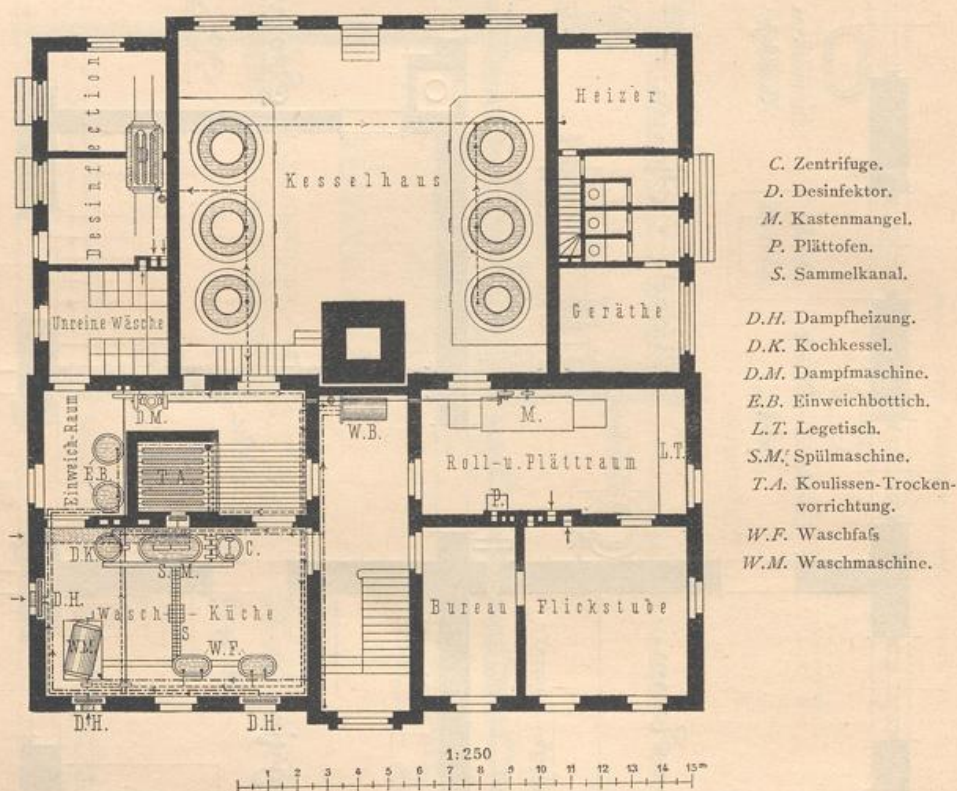 Desinfection
Desinfection
Unreine Wäsche
Kesselhaus
Heizer
Geräthe
Einweich-Raum
D.M.
E.B.
T.A.
W.B.
M.
Roll-u. Plättraum
L.T.
P.
D.K.
S.M.
C.
D.H.
Wasch- - Küche
S
W.M.
W.F.
Bureau
Flickstube
D.H.
D.H.
1:250
1 2 3 4 5 6 7 8 9 10 11 12 13 14 15 m
C. Zentrifuge.
D. Desinfektor.
M. Kastenmangel.
P. Plättofen.
S. Sammelkanal.
D.H. Dampfheizung.
D.K. Kochkessel.
D.M. Dampfmaschine.
E.B. Einweichbottich.
L.T. Legetisch.
S.M. Spülmaschine.
T.A. Koulissen-Trocken-
vorrichtung.
W.F. Waschfaſs
W.M. Waschmaschine.